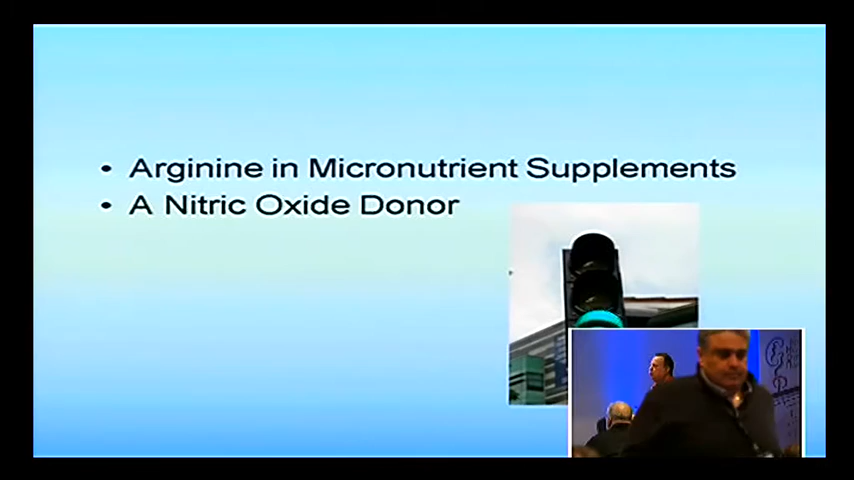 • Arginine in Micronutrient Supplements
• A Nitric Oxide Donor